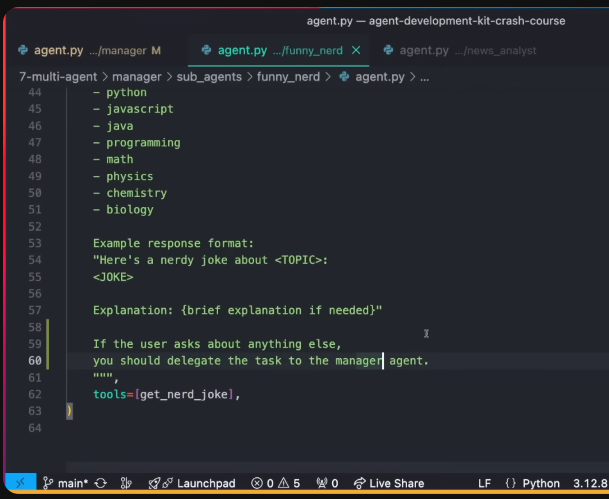 agent.py — agent-development-kit-crash-course
agent.py .../manager M
agent.py .../funny_nerd ×
agent.py .../news_analyst
7-multi-agent > manager > sub_agents > funny_nerd > agent.py > ...
44 - python
45 - javascript
46 - java
47 - programming
48 - math
49 - physics
50 - chemistry
51 - biology
52
53 Example response format:
54 "Here's a nerdy joke about <TOPIC>:
55 <JOKE>
56
57 Explanation: {brief explanation if needed}"
58
59 If the user asks about anything else,
60 you should delegate the task to the manager agent.
61 """,
62 tools=[get_nerd_joke],
63 )
64
main* Launchpad 0 5 0 Live Share LF {} Python 3.12.8